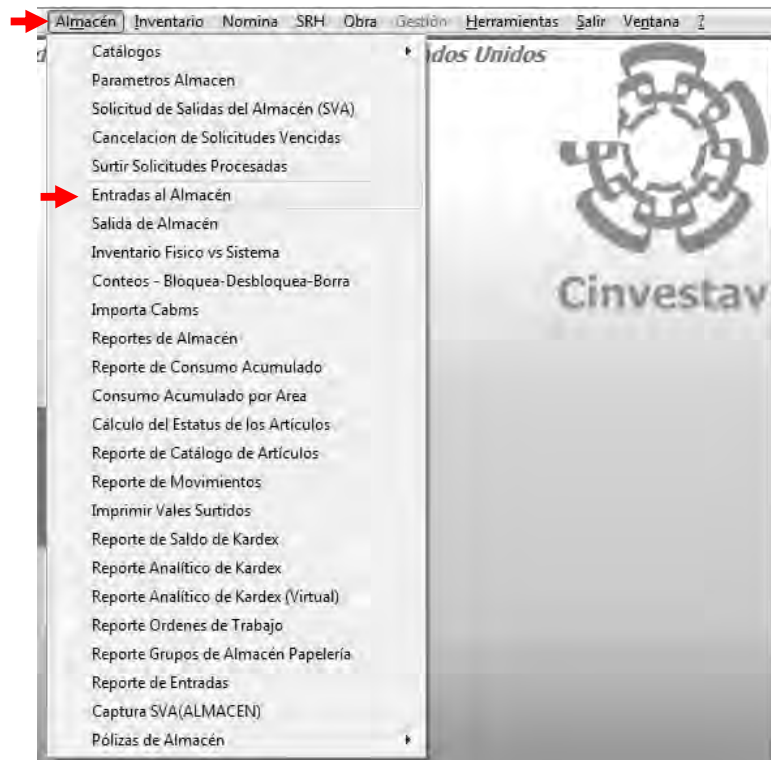 Almacén Inventario Nomina SRH Obra Gestión Herramientas Salir Ventana ?
dos Unidos
Catálogos
Parametros Almacen
Solicitud de Salidas del Almacén (SVA)
Cancelacion de Solicitudes Vencidas
Surtir Solicitudes Procesadas
Entradas al Almacén
Salida de Almacén
Inventario Fisico vs Sistema
Conteos - Bloquea-Desbloquea-Borra
Importa Cabms
Reportes de Almacén
Reporte de Consumo Acumulado
Consumo Acumulado por Area
Cálculo del Estatus de los Artículos
Reporte de Catálogo de Artículos
Reporte de Movimientos
Imprimir Vales Surtidos
Reporte de Saldo de Kardex
Reporte Analítico de Kardex
Reporte Analítico de Kardex (Virtual)
Reporte Ordenes de Trabajo
Reporte Grupos de Almacén Papelería
Reporte de Entradas
Captura SVA(ALMACEN)
Pólizas de Almacén
Cinvestav